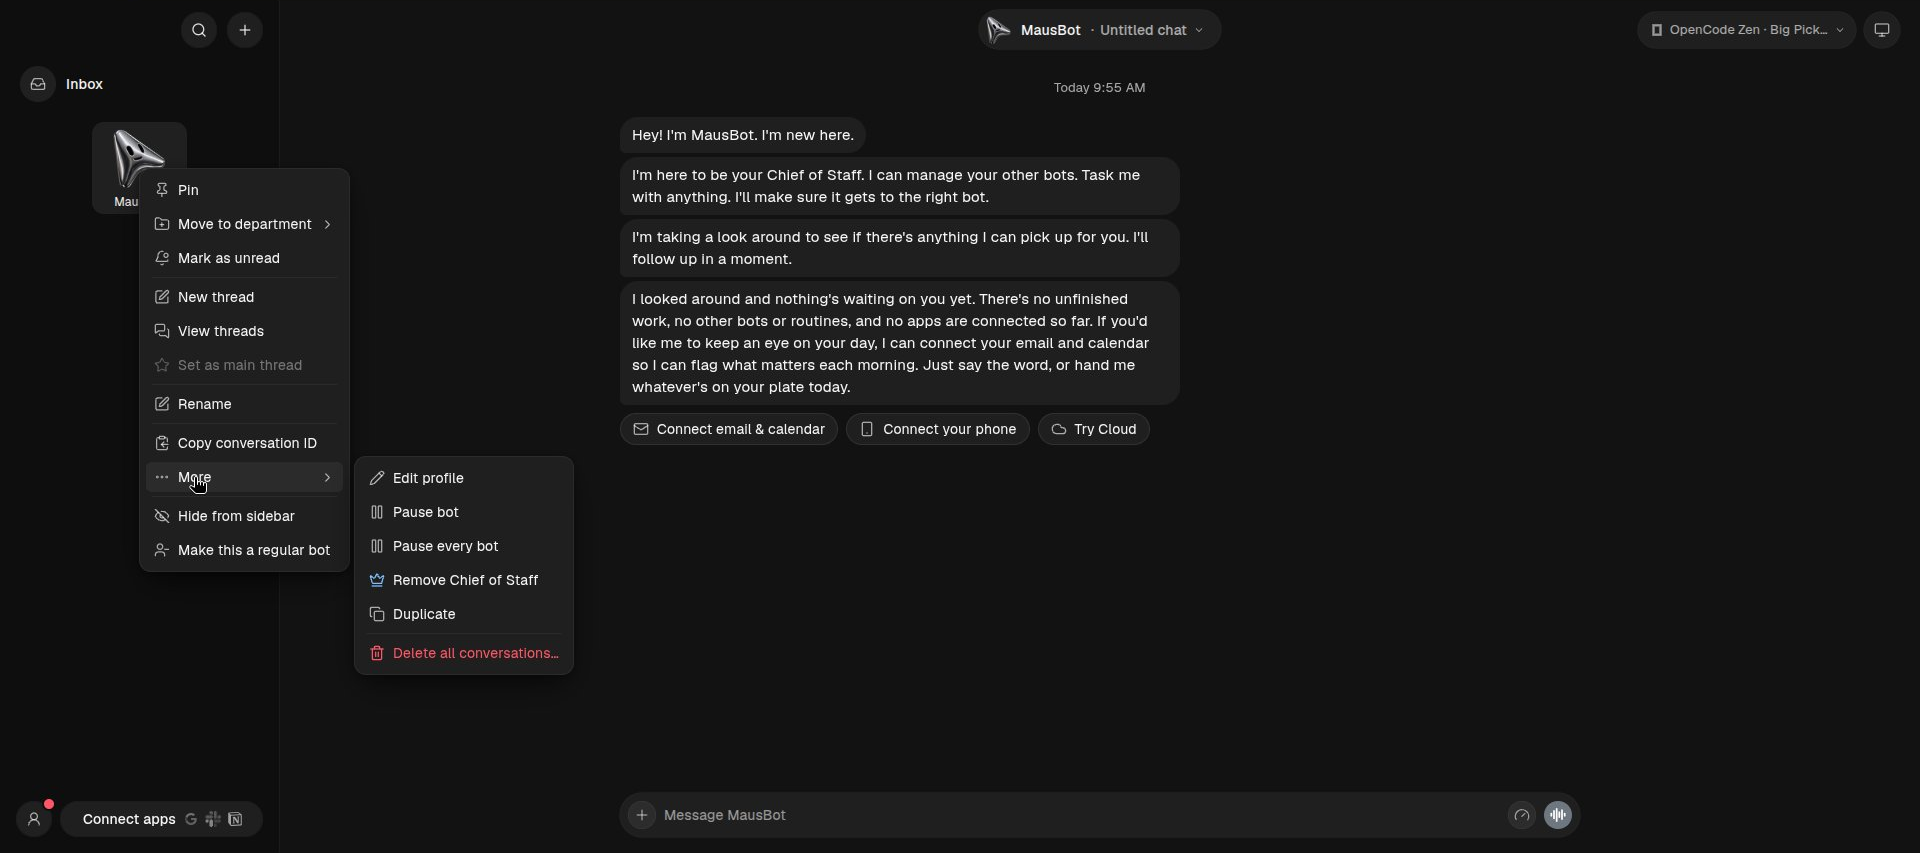 MausBot · Untitled chat
OpenCode Zen · Big Pick...
Inbox
Mau
Pin
Move to department
Mark as unread
New thread
View threads
Set as main thread
Rename
Copy conversation ID
More
Hide from sidebar
Make this a regular bot
Edit profile
Pause bot
Pause every bot
Remove Chief of Staff
Duplicate
Delete all conversations...
Today 9:55 AM
Hey! I'm MausBot. I'm new here.
I'm here to be your Chief of Staff. I can manage your other bots. Task me
with anything. I'll make sure it gets to the right bot.
I'm taking a look around to see if there's anything I can pick up for you. I'll
follow up in a moment.
I looked around and nothing's waiting on you yet. There's no unfinished
work, no other bots or routines, and no apps are connected so far. If you'd
like me to keep an eye on your day, I can connect your email and calendar
so I can flag what matters each morning. Just say the word, or hand me
whatever's on your plate today.
Connect email & calendar
Connect your phone
Try Cloud
Connect apps
Message MausBot